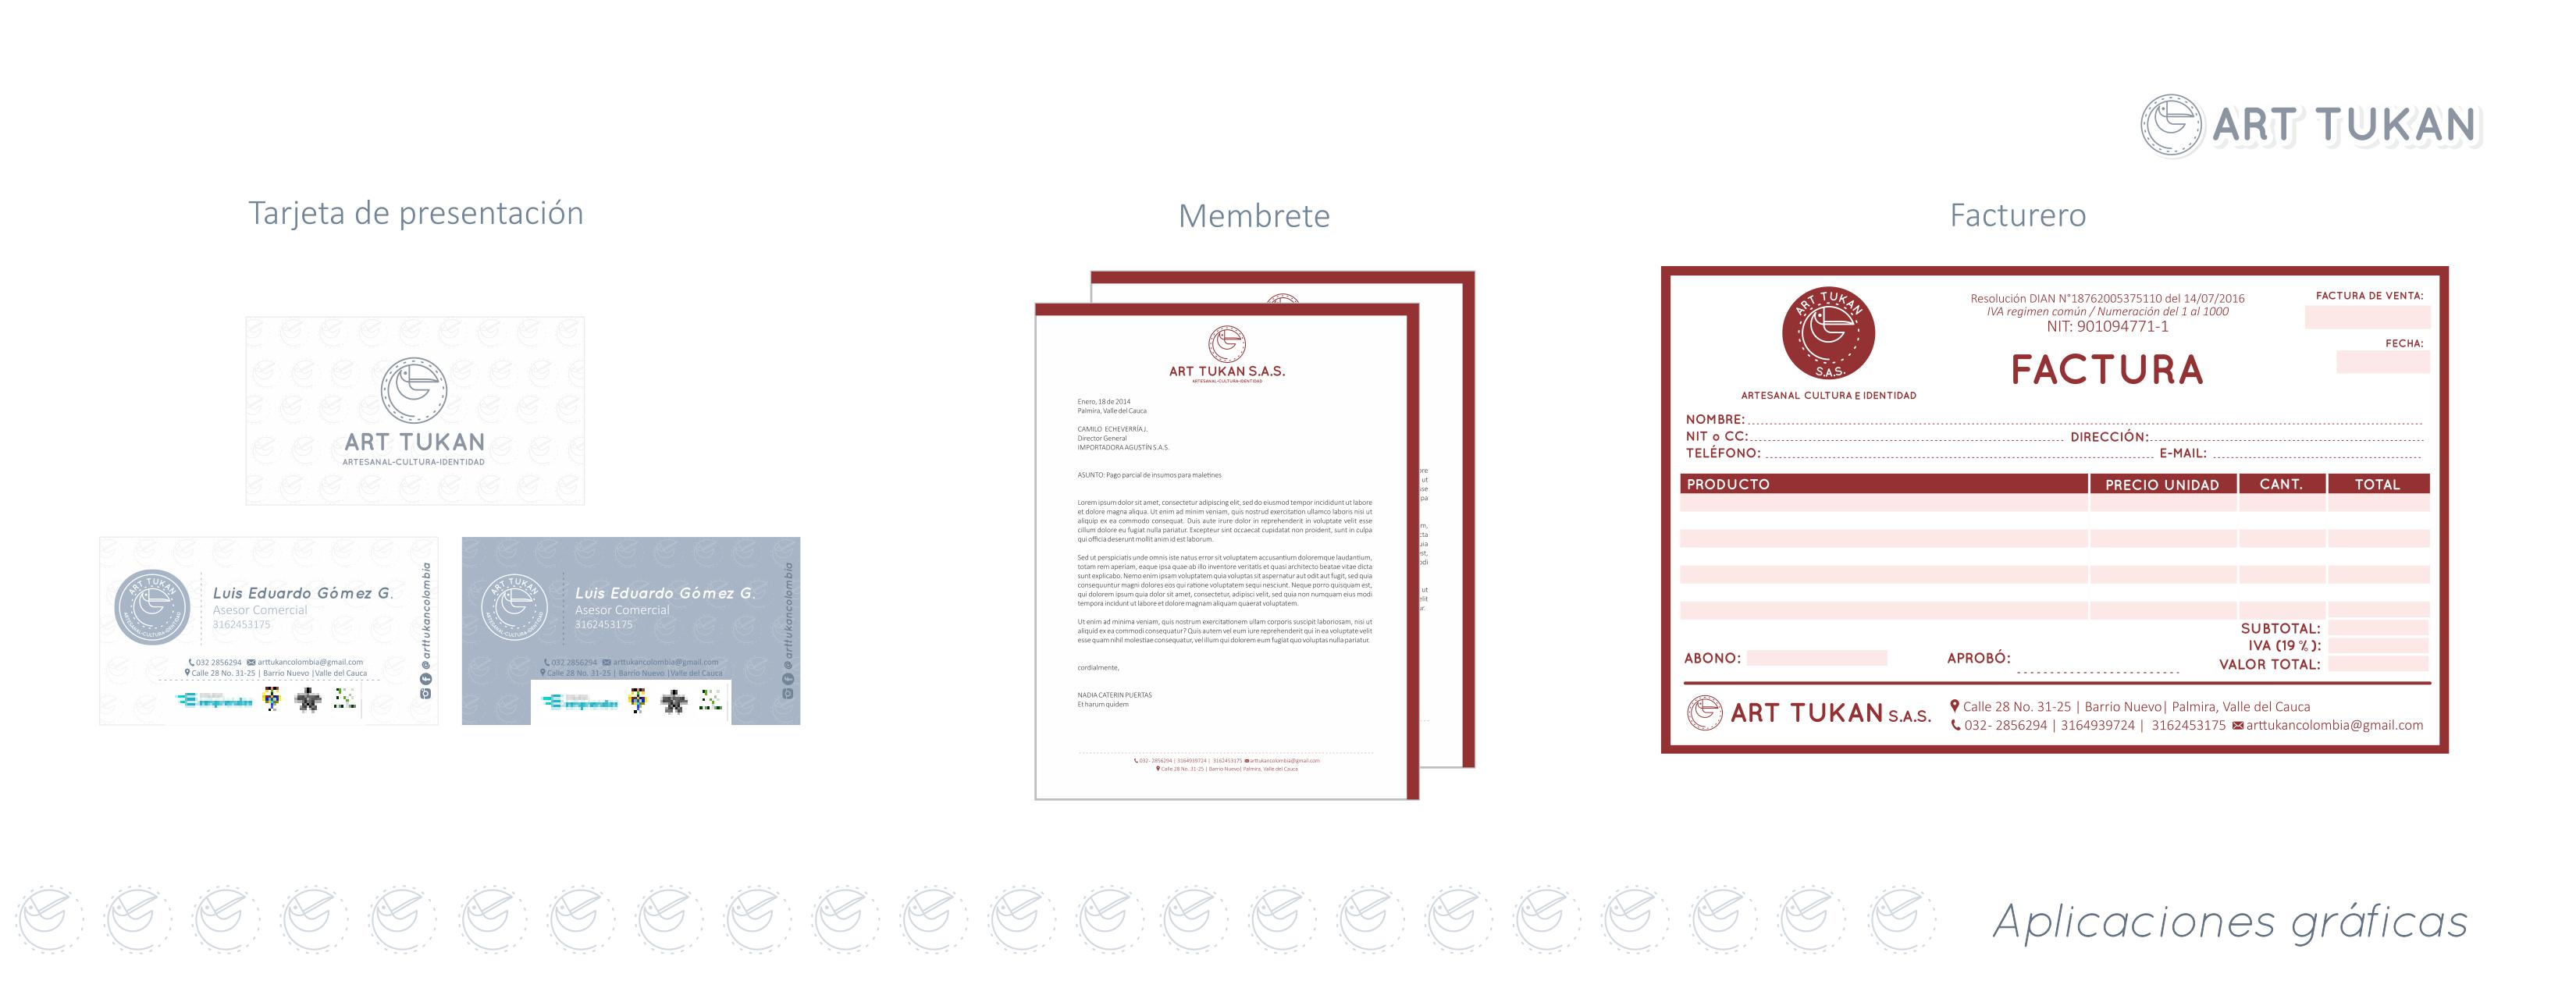 ART TUKAN
Tarjeta de presentación
ART TUKAN
ARTESANAL-CULTURA-IDENTIDAD
ART TUKAN
ARTESANAL-CULTURA-IDENTIDAD
Luis Eduardo Gómez G.
Asesor Comercial
3162453175
032 2856294 arttukancolombia@gmail.com
Calle 28 No. 31-25 | Barrio Nuevo |Valle del Cauca
@arttukancolombia
ART TUKAN
ARTESANAL-CULTURA-IDENTIDAD
Luis Eduardo Gómez G.
Asesor Comercial
3162453175
032 2856294 arttukancolombia@gmail.com
Calle 28 No. 31-25 | Barrio Nuevo |Valle del Cauca
@arttukancolombia
Membrete
ART TUKAN S.A.S.
ARTESANAL-CULTURA-IDENTIDAD
Enero, 18 de 2014
Palmira, Valle del Cauca
CAMILO ECHEVERRÍA J.
Director General
IMPORTADORA AGUSTÍN S.A.S.
ASUNTO: Pago parcial de insumos para maletines
Lorem ipsum dolor sit amet, consectetur adipiscing elit, sed do eiusmod tempor incididunt ut labore
et dolore magna aliqua. Ut enim ad minim veniam, quis nostrud exercitation ullamco laboris nisi ut
aliquip ex ea commodo consequat. Duis aute irure dolor in reprehenderit in voluptate velit esse
cillum dolore eu fugiat nulla pariatur. Excepteur sint occaecat cupidatat non proident, sunt in culpa
qui officia deserunt mollit anim id est laborum.
Sed ut perspiciatis unde omnis iste natus error sit voluptatem accusantium doloremque laudantium,
totam rem aperiam, eaque ipsa quae ab illo inventore veritatis et quasi architecto beatae vitae dicta
sunt explicabo. Nemo enim ipsam voluptatem quia voluptas sit aspernatur aut odit aut fugit, sed quia
consequuntur magni dolores eos qui ratione voluptatem sequi nesciunt. Neque porro quisquam est,
qui dolorem ipsum quia dolor sit amet, consectetur, adipisci velit, sed quia non numquam eius modi
tempora incidunt ut labore et dolore magnam aliquam quaerat voluptatem.
Ut enim ad minima veniam, quis nostrum exercitationem ullam corporis suscipit laboriosam, nisi ut
aliquid ex ea commodi consequatur? Quis autem vel eum iure reprehenderit qui in ea voluptate velit
esse quam nihil molestiae consequatur, vel illum qui dolorem eum fugiat quo voluptas nulla pariatur.
cordialmente,
NADIA CATERIN PUERTAS
Et harum quidem
032- 2856294 | 3164939724 | 3162453175 arttukancolombia@gmail.com
Calle 28 No. 31-25 | Barrio Nuevo| Palmira, Valle del Cauca
Facturero
ART TUKAN
S.A.S.
ARTESANAL CULTURA E IDENTIDAD
Resolución DIAN N°18762005375110 del 14/07/2016
IVA regimen común / Numeración del 1 al 1000
NIT: 901094771-1
FACTURA
FACTURA DE VENTA:
FECHA:
NOMBRE:
NIT o CC: DIRECCIÓN:
TELÉFONO: E-MAIL:
PRODUCTO PRECIO UNIDAD CANT. TOTAL
SUBTOTAL:
IVA (19 %):
ABONO: APROBÓ: VALOR TOTAL:
ART TUKAN S.A.S.
Calle 28 No. 31-25 | Barrio Nuevo| Palmira, Valle del Cauca
032- 2856294 | 3164939724 | 3162453175 arttukancolombia@gmail.com
Aplicaciones gráficas